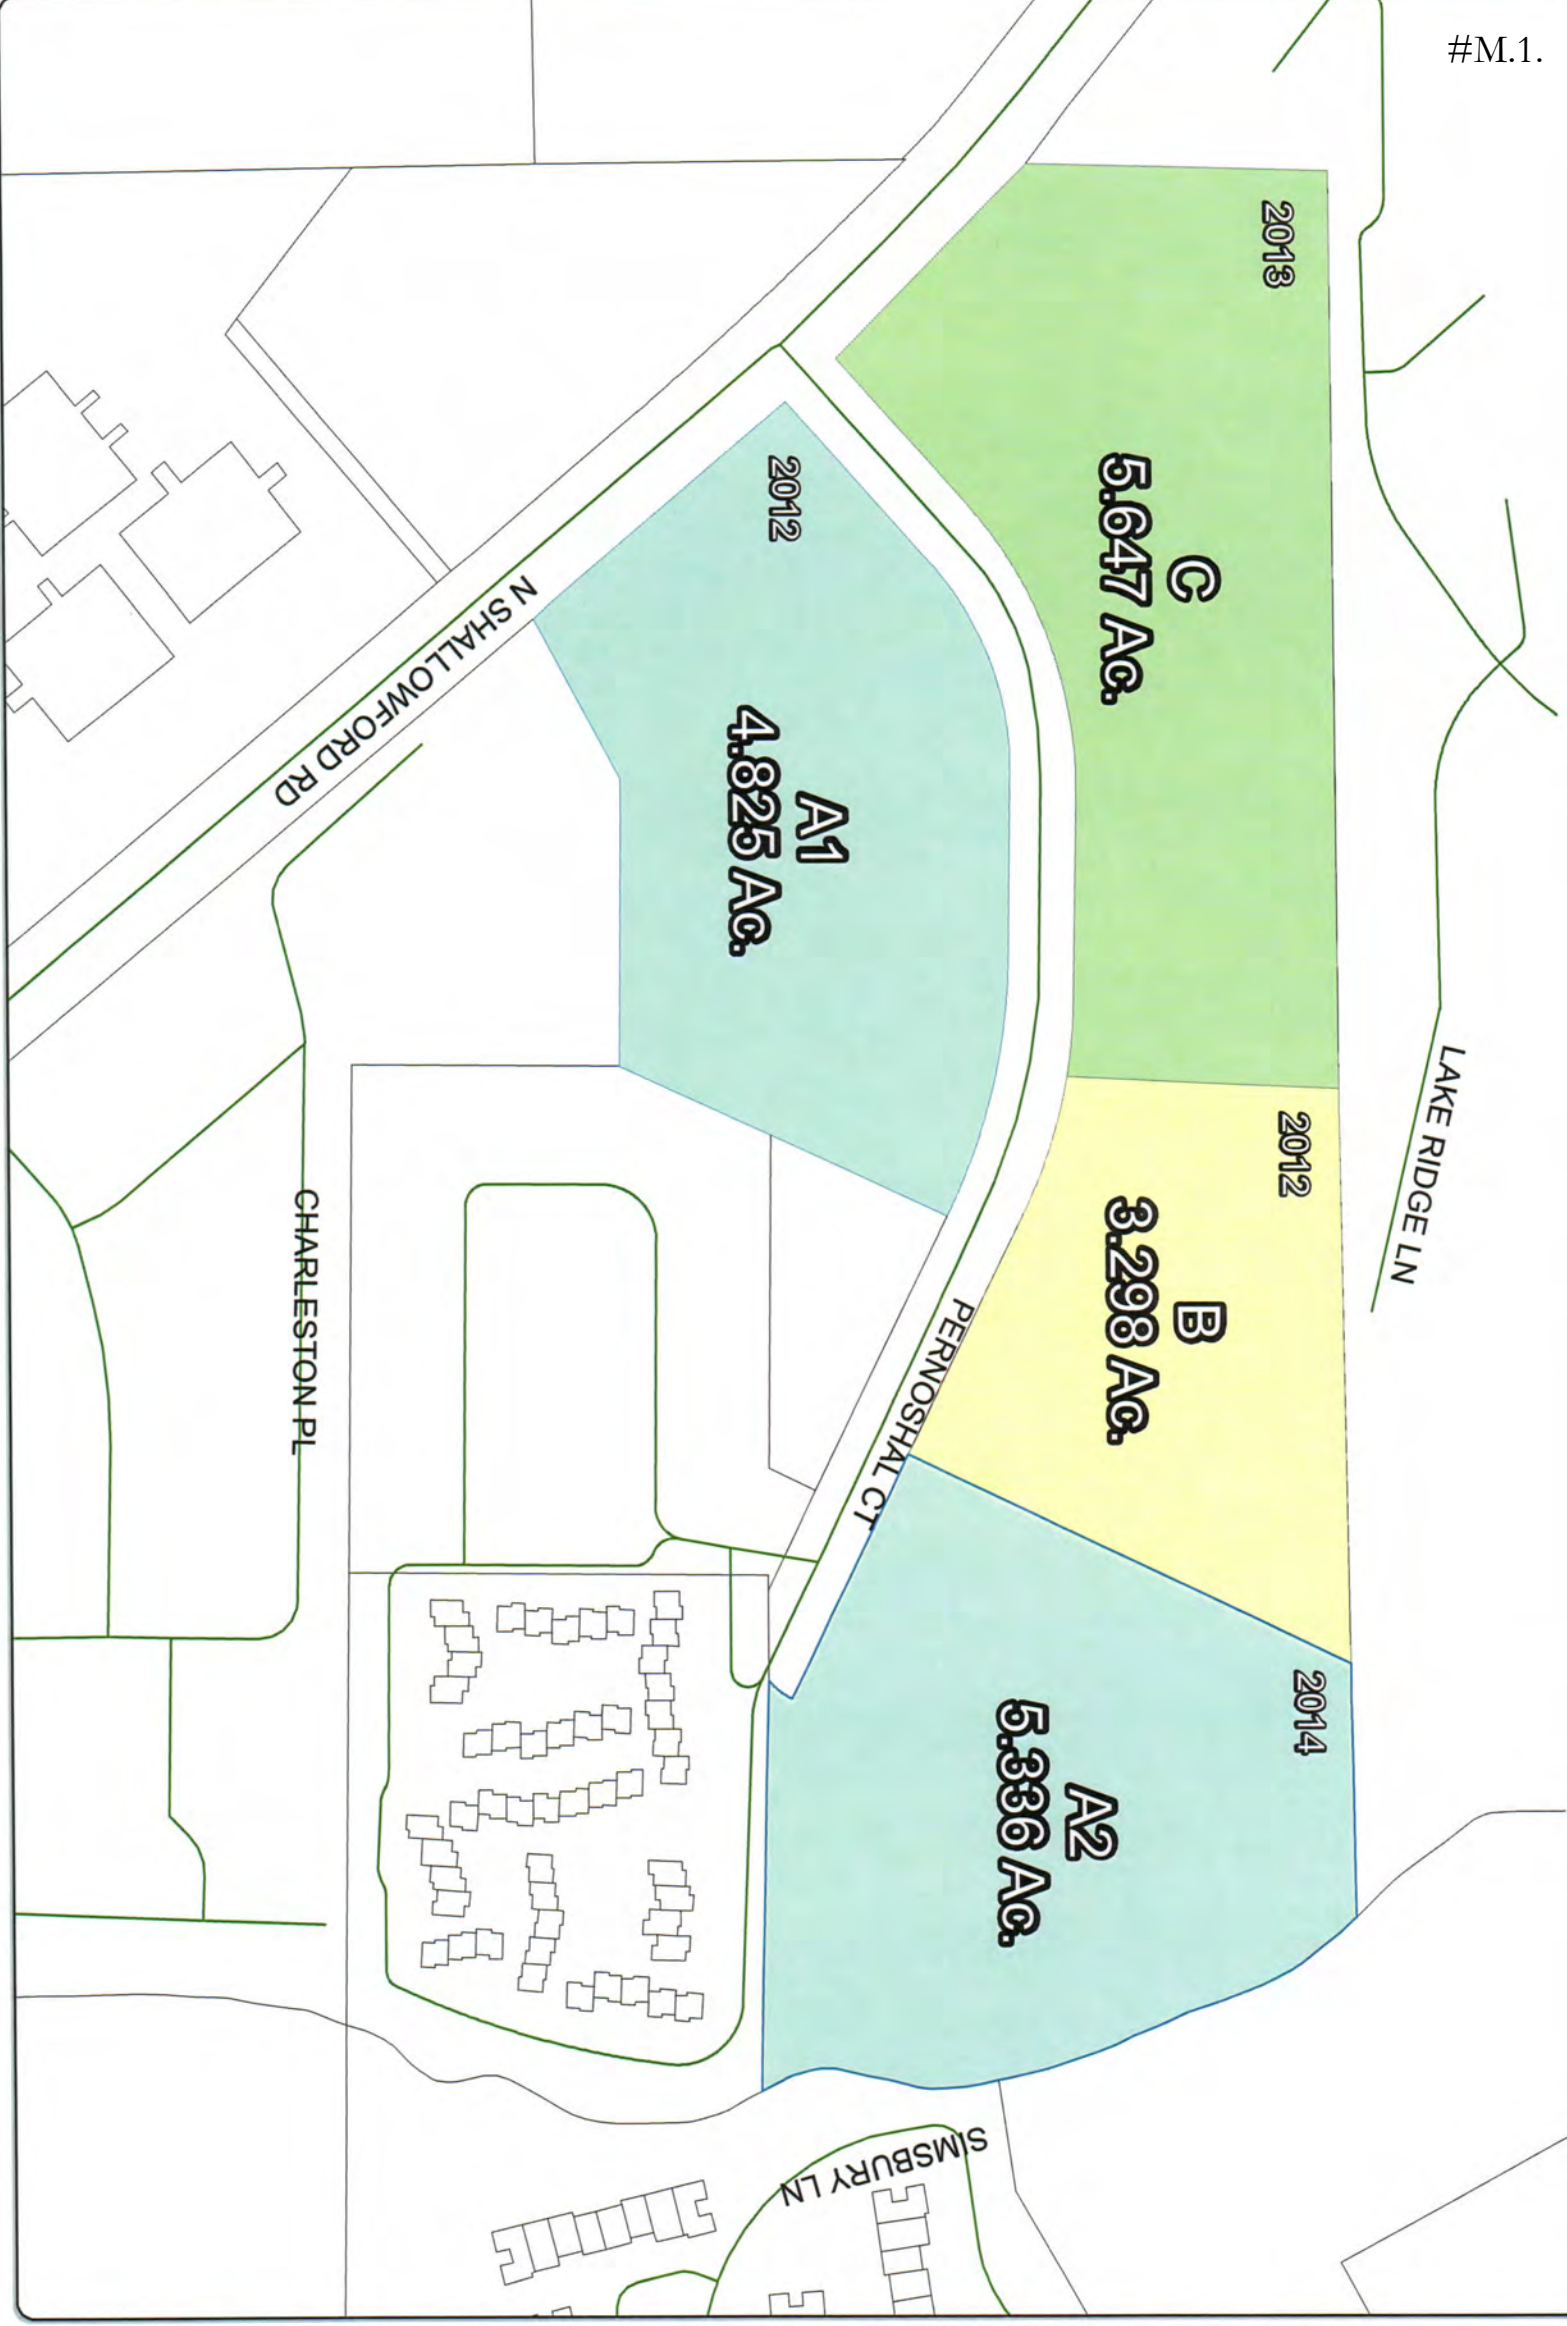 #M.1.
2013
C
5.647 Ac.
2012
A1
4.825 Ac.
N SHALLOWFORD RD
LAKE RIDGE LN
2012
B
3.298 Ac.
CHARLESTON PL
PERNOSHAL CT
2014
A2
5.336 Ac.
SIMSBURY LN